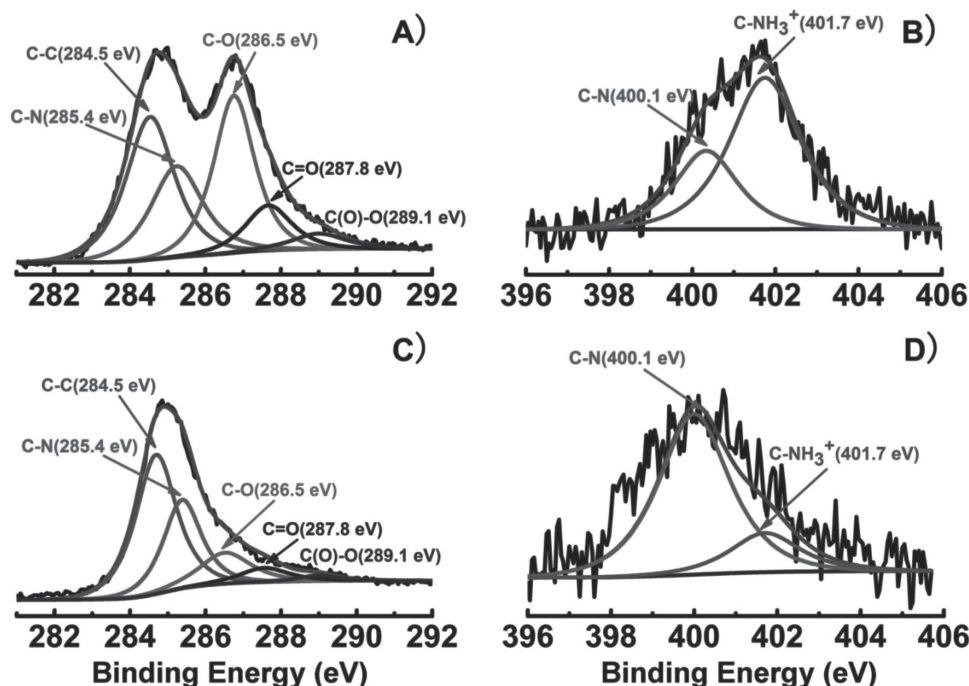 A)
C-O(286.5 eV)
C-C(284.5 eV)
C-N(285.4 eV)
C=O(287.8 eV)
C(O)-O(289.1 eV)
282 284 286 288 290 292
B)
C-NH3+(401.7 eV)
C-N(400.1 eV)
396 398 400 402 404 406
C)
C-C(284.5 eV)
C-N(285.4 eV)
C-O(286.5 eV)
C=O(287.8 eV)
C(O)-O(289.1 eV)
282 284 286 288 290 292
Binding Energy (eV)
D)
C-N(400.1 eV)
C-NH3+(401.7 eV)
396 398 400 402 404 406
Binding Energy (eV)